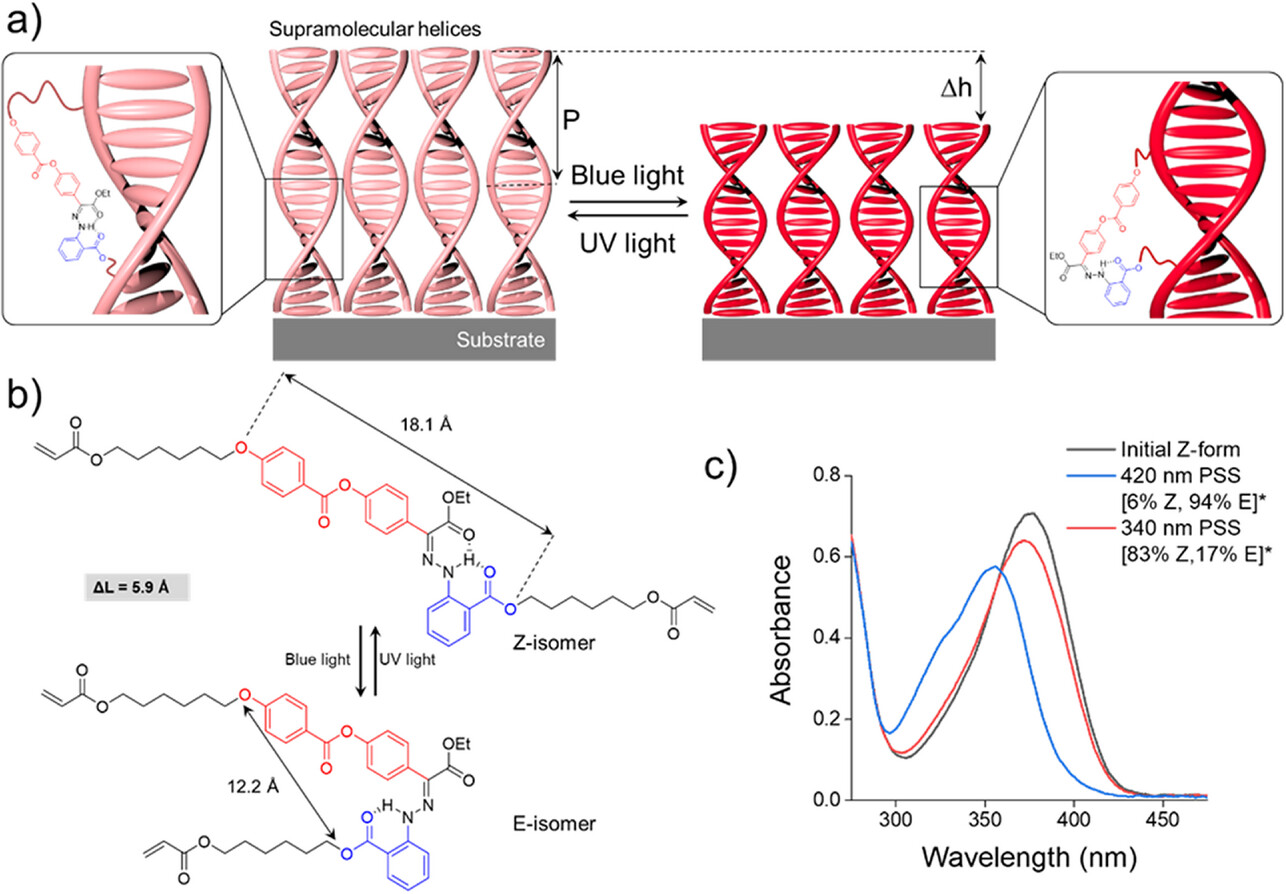 a)
Supramolecular helices
P
Δh
Blue light
UV light
Substrate
O
O
O
OEt
O
N
N
H
O
O
O
O
O
EtO
O
N
N
H
O
O
b)
18.1 Å
O
O
O
O
O
OEt
O
N
H
N
O
O
O
O
ΔL = 5.9 Å
Z-isomer
Blue light
UV light
O
O
O
O
O
OEt
O
12.2 Å
N
H
N
O
O
O
O
E-isomer
c)
Initial Z-form
420 nm PSS
[6% Z, 94% E]*
340 nm PSS
[83% Z,17% E]*
Absorbance
0.8
0.6
0.4
0.2
0.0
300
350
400
450
Wavelength (nm)